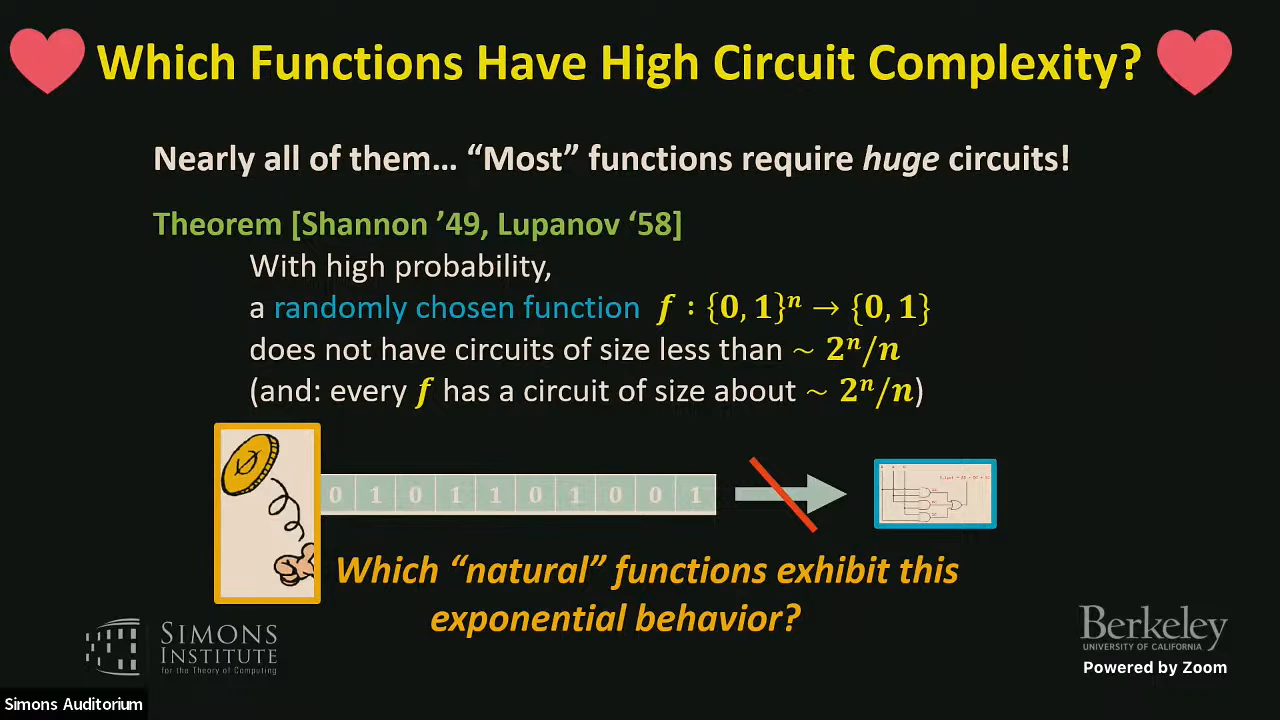 Which Functions Have High Circuit Complexity?
Nearly all of them... “Most” functions require huge circuits!
Theorem [Shannon ’49, Lupanov ‘58]
With high probability,
a randomly chosen function f : {0, 1}ⁿ → {0, 1}
does not have circuits of size less than ~ 2ⁿ/n
(and: every f has a circuit of size about ~ 2ⁿ/n)
0 1 0 1 1 0 1 0 0 1
Which “natural” functions exhibit this
exponential behavior?
SIMONS
INSTITUTE
for the Theory of Computing
Berkeley
UNIVERSITY OF CALIFORNIA
Powered by Zoom
Simons Auditorium